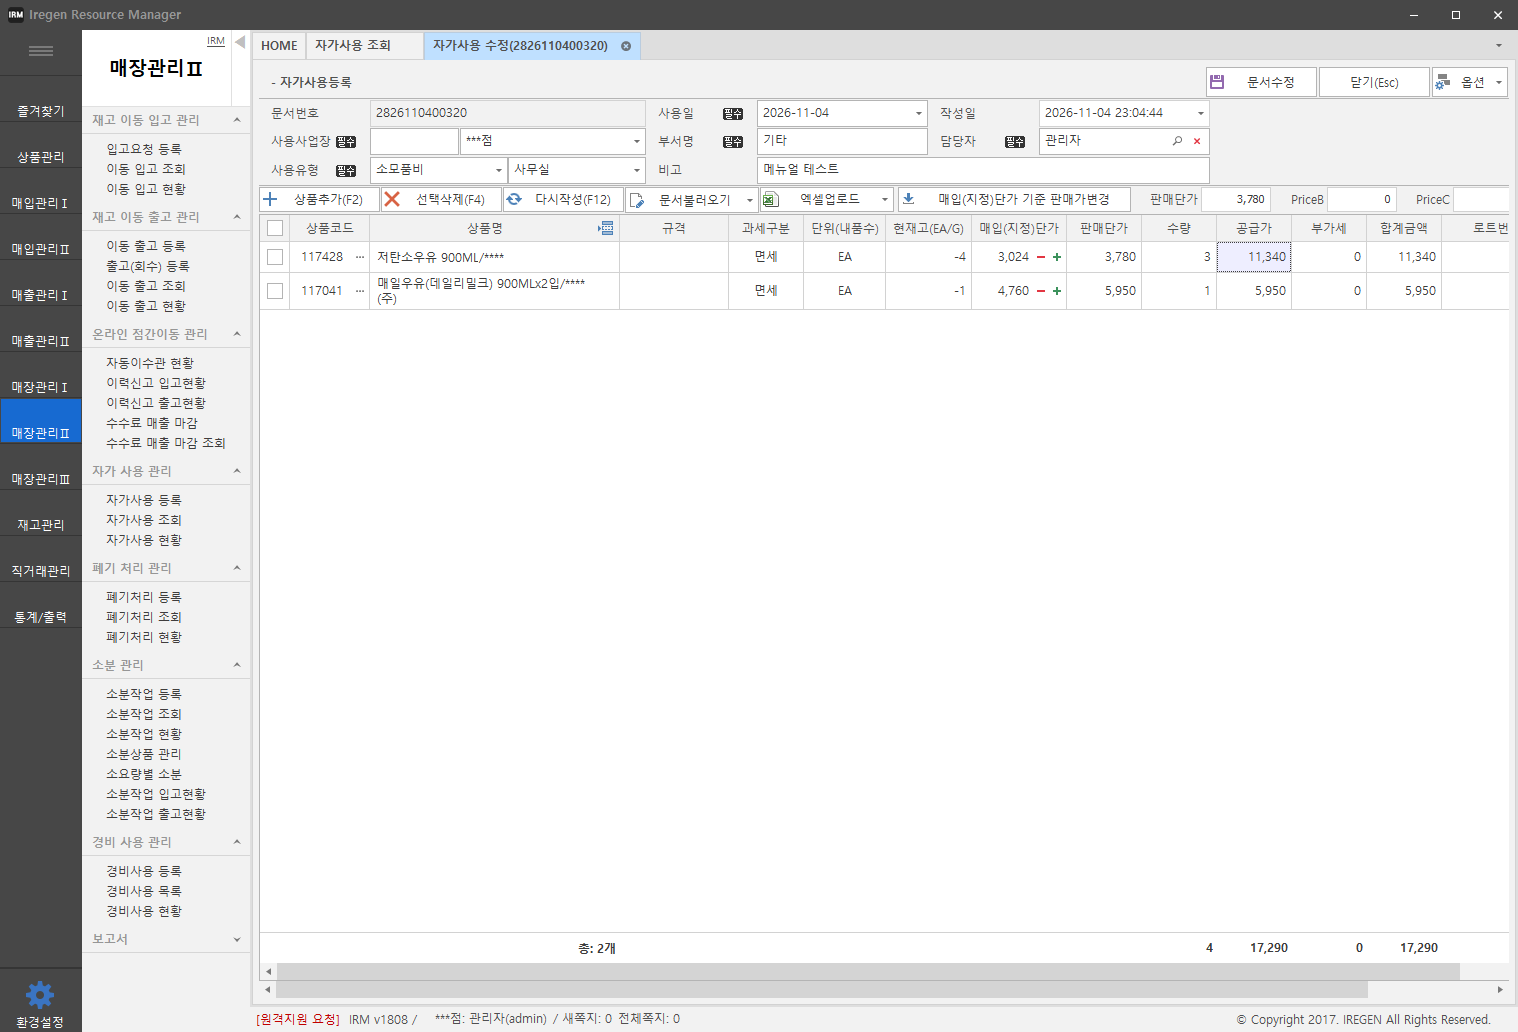 IRM Iregen Resource Manager
즐겨찾기
상품관리
매입관리 I
매입관리 II
매출관리 I
매출관리 II
매장관리 I
매장관리 II
매장관리 III
재고관리
직거래관리
통계/출력
환경설정
IRM
매장관리 II
재고 이동 입고 관리
입고요청 등록
이동 입고 조회
이동 입고 현황
재고 이동 출고 관리
이동 출고 등록
출고(회수) 등록
이동 출고 조회
이동 출고 현황
온라인 점간이동 관리
자동이수관 현황
이력신고 입고현황
이력신고 출고현황
수수료 매출 마감
수수료 매출 마감 조회
자가 사용 관리
자가사용 등록
자가사용 조회
자가사용 현황
폐기 처리 관리
폐기처리 등록
폐기처리 조회
폐기처리 현황
소분 관리
소분작업 등록
소분작업 조회
소분작업 현황
소분상품 관리
소요량별 소분
소분작업 입고현황
소분작업 출고현황
경비 사용 관리
경비사용 등록
경비사용 목록
경비사용 현황
보고서
HOME 자가사용 조회 자가사용 수정(2826110400320)
- 자가사용등록 문서수정 닫기(Esc) 옵션
문서번호 2826110400320 사용일 필수 2026-11-04 작성일 2026-11-04 23:04:44
사용사업장 필수 ***점 부서명 필수 기타 담당자 필수 관리자
사용유형 필수 소모품비 사무실 비고 메뉴얼 테스트
상품추가(F2) 선택삭제(F4) 다시작성(F12) 문서불러오기 엑셀업로드 매입(지정)단가 기준 판매가변경 판매단가 3,780 PriceB 0 PriceC
상품코드 상품명 규격 과세구분 단위(내품수) 현재고(EA/G) 매입(지정)단가 판매단가 수량 공급가 부가세 합계금액 로트번
117428 ··· 저탄소우유 900ML/**** 면세 EA -4 3,024 − + 3,780 3 11,340 0 11,340
117041 ··· 매일우유(데일리밀크) 900MLx2입/****(주) 면세 EA -1 4,760 − + 5,950 1 5,950 0 5,950
총: 2개 4 17,290 0 17,290
[원격지원 요청] IRM v1808 / ***점: 관리자(admin) / 새쪽지: 0 전체쪽지: 0
© Copyright 2017. IREGEN All Rights Reserved.